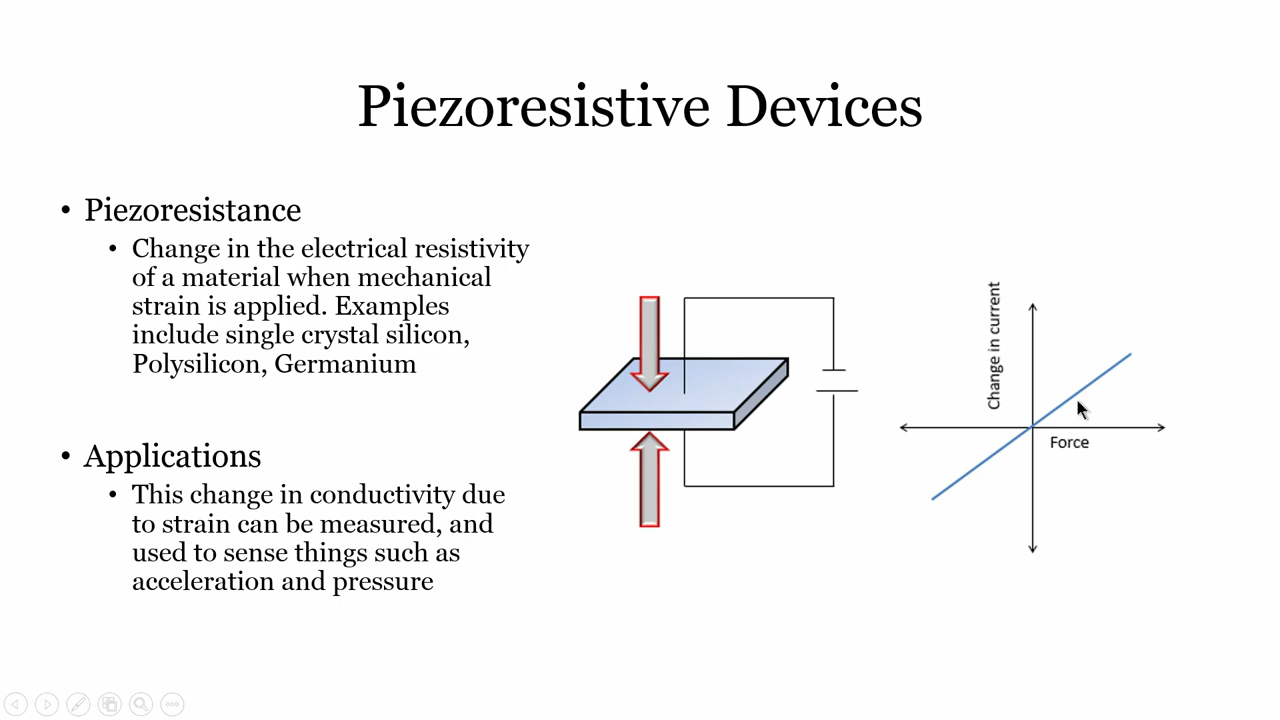 Piezoresistive Devices
• Piezoresistance
• Change in the electrical resistivity
of a material when mechanical
strain is applied. Examples
include single crystal silicon,
Polysilicon, Germanium
• Applications
• This change in conductivity due
to strain can be measured, and
used to sense things such as
acceleration and pressure
Change in current
Force